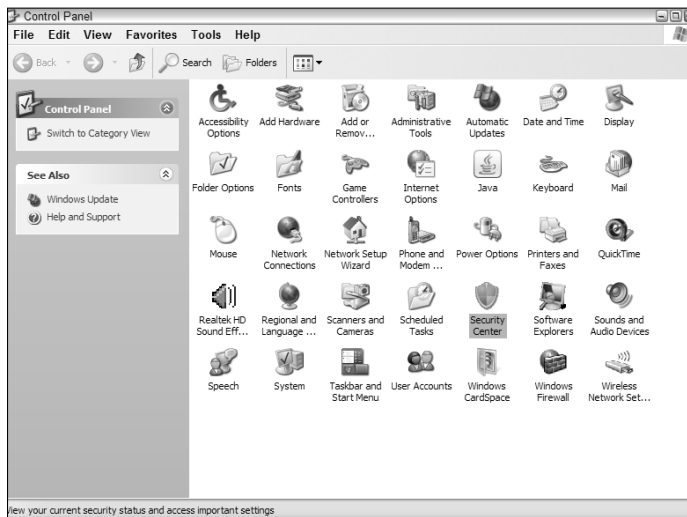 Control Panel
File Edit View Favorites Tools Help
Back Search Folders
Control Panel
Switch to Category View
See Also
Windows Update
Help and Support
Accessibility Options
Add Hardware
Add or Remov...
Administrative Tools
Automatic Updates
Date and Time
Display
Folder Options
Fonts
Game Controllers
Internet Options
Java
Keyboard
Mail
Mouse
Network Connections
Network Setup Wizard
Phone and Modem ...
Power Options
Printers and Faxes
QuickTime
Realtek HD Sound Eff...
Regional and Language ...
Scanners and Cameras
Scheduled Tasks
Security Center
Software Explorers
Sounds and Audio Devices
Speech
System
Taskbar and Start Menu
User Accounts
Windows CardSpace
Windows Firewall
Wireless Network Set...
View your current security status and access important settings